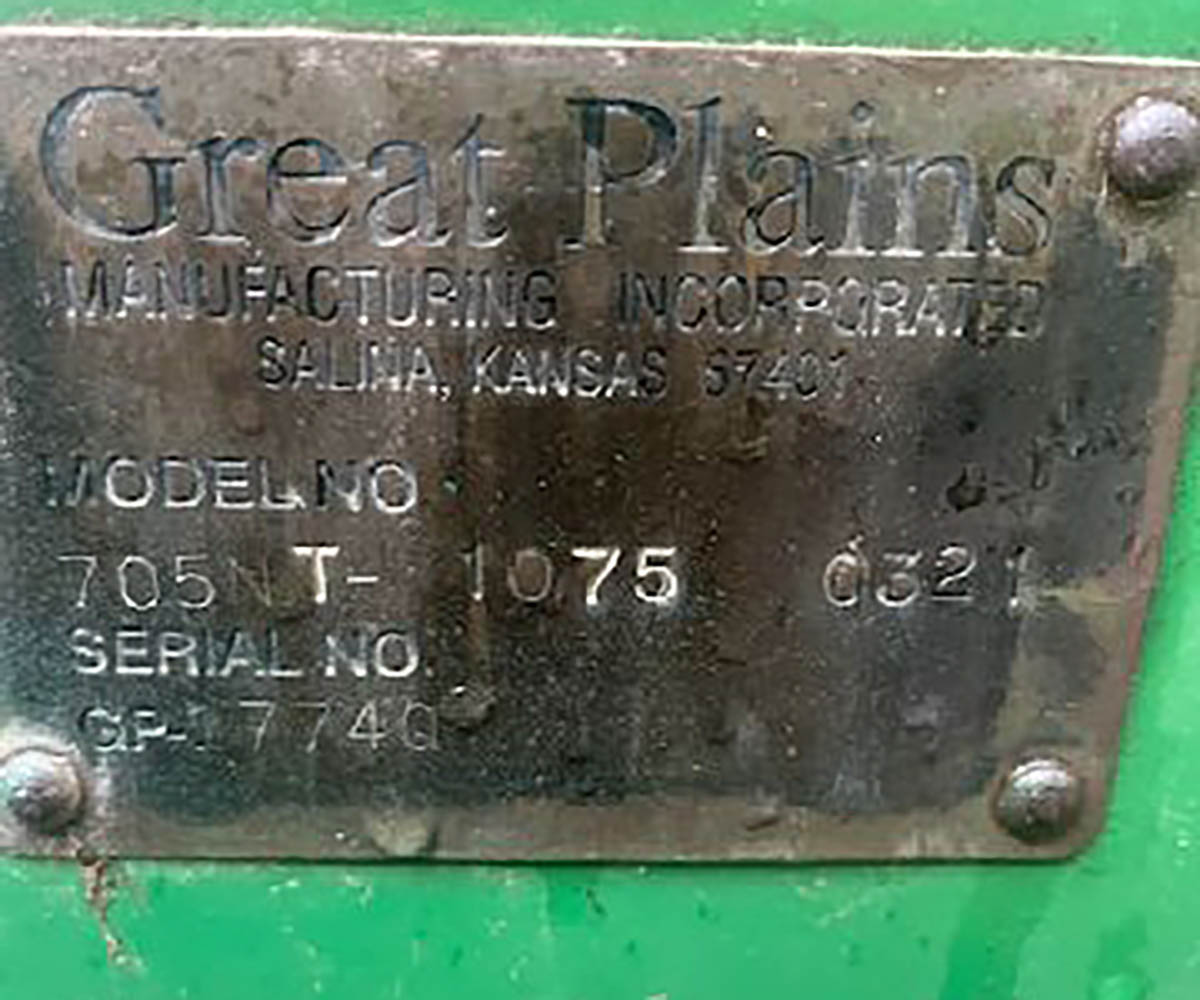 Great Plains
MANUFACTURING INCORPORATED
SALINA, KANSAS 67401
MODEL NO
705NT- 1075 0321
SERIAL NO.
GP-17740